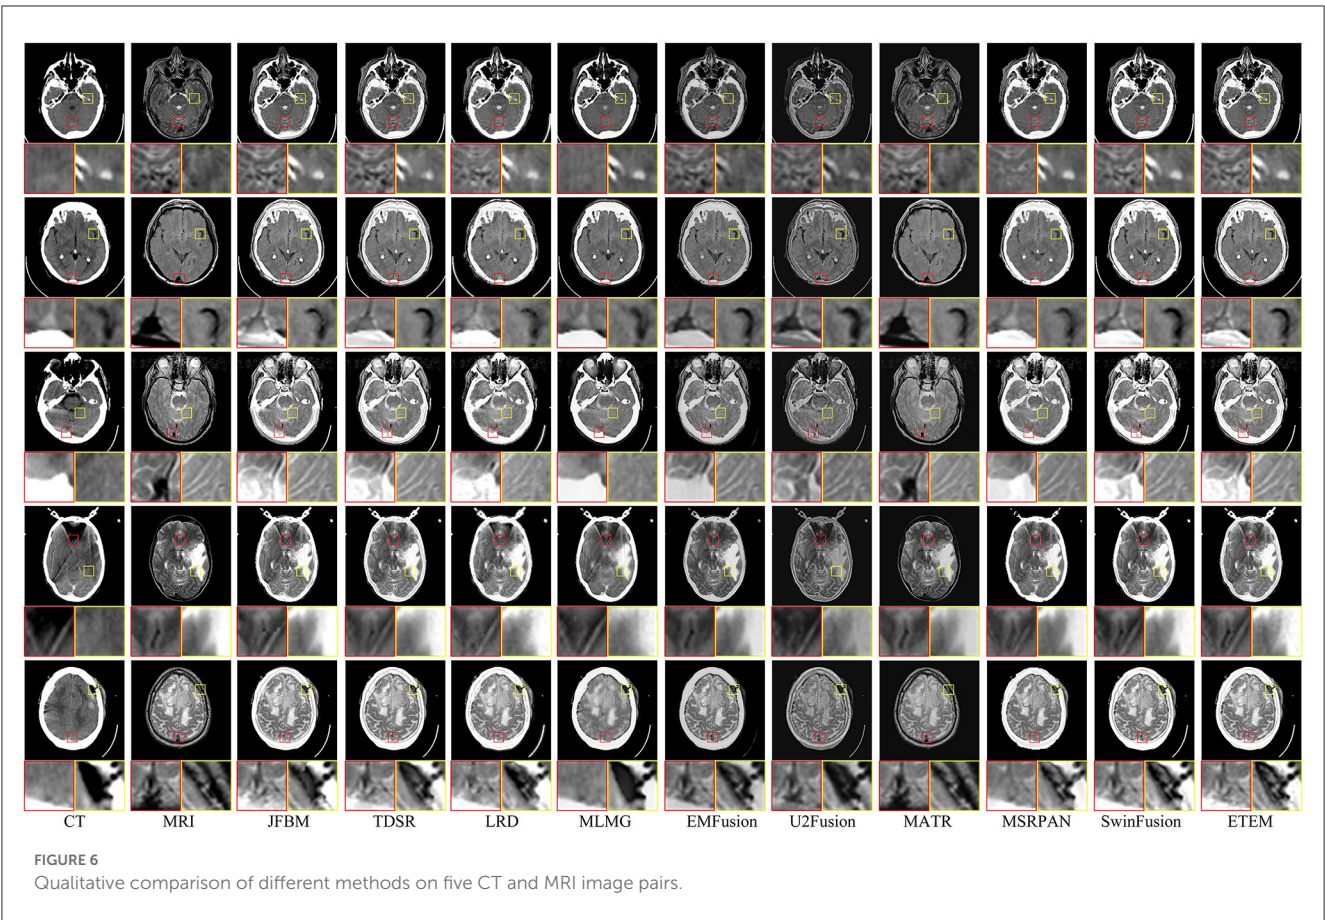 CT MRI JFBM TDSR LRD MLMG EMFusion U2Fusion MATR MSRPAN SwinFusion ETEM
FIGURE 6
Qualitative comparison of different methods on five CT and MRI image pairs.